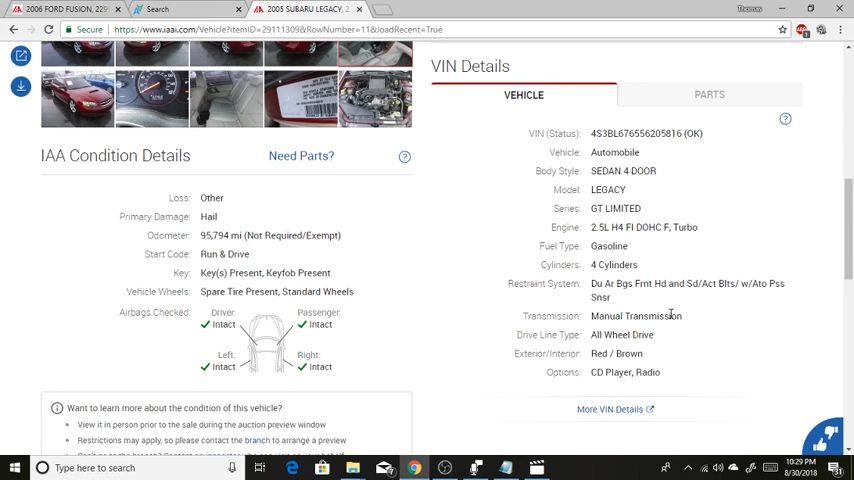 2006 FORD FUSION, 229
Search
2005 SUBARU LEGACY, 2
Thomas
Secure
https://www.iaai.com/Vehicle?itemID=29111309&RowNumber=11&loadRecent=True
VIN Details
VEHICLE
PARTS
IAA Condition Details
Need Parts?
?
?
VIN (Status): 4S3BL676556205816 (OK)
Vehicle: Automobile
Body Style: SEDAN 4 DOOR
Model: LEGACY
Series: GT LIMITED
Engine: 2.5L H4 FI DOHC F, Turbo
Fuel Type: Gasoline
Cylinders: 4 Cylinders
Restraint System: Du Ar Bgs Frnt Hd and Sd/Act Blts/ w/Ato Pss
Snsr
Transmission: Manual Transmission
Drive Line Type: All Wheel Drive
Exterior/Interior: Red / Brown
Options: CD Player, Radio
More VIN Details
Loss: Other
Primary Damage: Hail
Odometer: 95,794 mi (Not Required/Exempt)
Start Code: Run & Drive
Key: Key(s) Present, Keyfob Present
Vehicle Wheels: Spare Tire Present, Standard Wheels
Airbags Checked:
Driver:
Intact
Passenger:
Intact
Left:
Intact
Right:
Intact
Want to learn more about the condition of this vehicle?
View it in person prior to the sale during the auction preview window
Restrictions may apply, so please contact the branch to arrange a preview
Type here to search
10:29 PM
8/30/2018